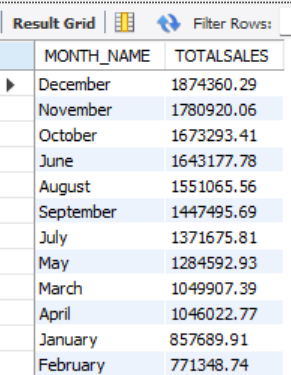 Result Grid Filter Rows:
MONTH_NAME TOTALSALES
December 1874360.29
November 1780920.06
October 1673293.41
June 1643177.78
August 1551065.56
September 1447495.69
July 1371675.81
May 1284592.93
March 1049907.39
April 1046022.77
January 857689.91
February 771348.74